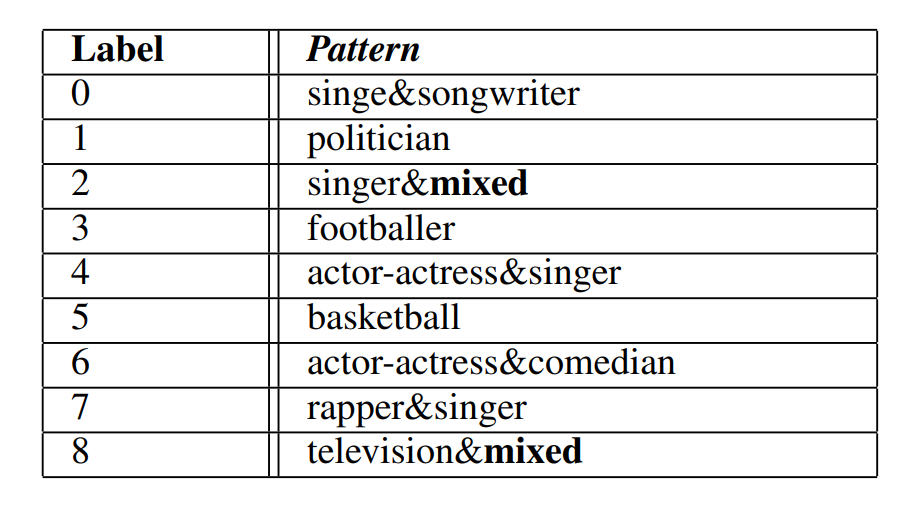 Label Pattern
0 singe&songwriter
1 politician
2 singer&mixed
3 footballer
4 actor-actress&singer
5 basketball
6 actor-actress&comedian
7 rapper&singer
8 television&mixed